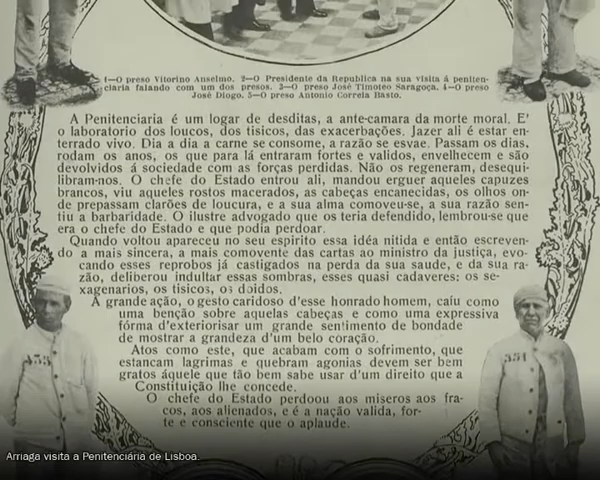 1—O preso Vitorino Anselmo. 2—O Presidente da Republica na sua visita á peniten-
ciaria falando com um dos presos. 3—O preso José Timoteo Saragoça. 4—O preso
José Diogo. 5—O preso Antonio Correia Basto.
A Penitenciaria é um logar de desditas, a ante-camara da morte moral. E'
o laboratorio dos loucos, dos tisicos, das exacerbações. Jazer ali é estar en-
terrado vivo. Dia a dia a carne se consome, a razão se esvae. Passam os dias,
rodam os anos, os que para lá entraram fortes e validos, envelhecem e são
devolvidos á sociedade com as forças perdidas. Não os regeneram, desequi-
libram-nos. O chefe do Estado entrou ali, mandou erguer aqueles capuzes
brancos, viu aqueles rostos macerados, as cabeças encanecidas, os olhos on-
de prepassam clarões de loucura, e a sua alma comoveu-se, a sua razão sen-
tiu a barbaridade. O ilustre advogado que os teria defendido, lembrou-se que
era o chefe do Estado e que podia perdoar.
Quando voltou apareceu no seu espirito essa idéa nitida e então escreven-
do a mais sincera, a mais comovente das cartas ao ministro da justiça, evo-
cando esses reprobos já castigados na perda da sua saude, e da sua ra-
zão, deliberou indultar essas sombras, esses quasi cadaveres: os se-
xagenarios, os tisicos, os doidos.
A grande ação, o gesto caridoso d'esse honrado homem, caíu como
uma benção sobre aquelas cabeças e como uma expressiva
fórma d'exteriorisar um grande sentimento de bondade
de mostrar a grandeza d'um belo coração.
Atos como este, que acabam com o sofrimento, que
estancam lagrimas e quebram agonias devem ser bem
gratos áquele que tão bem sabe usar d'um direito que a
Constituição lhe concede.
O chefe do Estado perdoou aos miseros aos fra-
cos, aos alienados, e é a nação valida, for-
te e consciente que o aplaude.
433
331
Arriaga visita a Penitenciária de Lisboa.